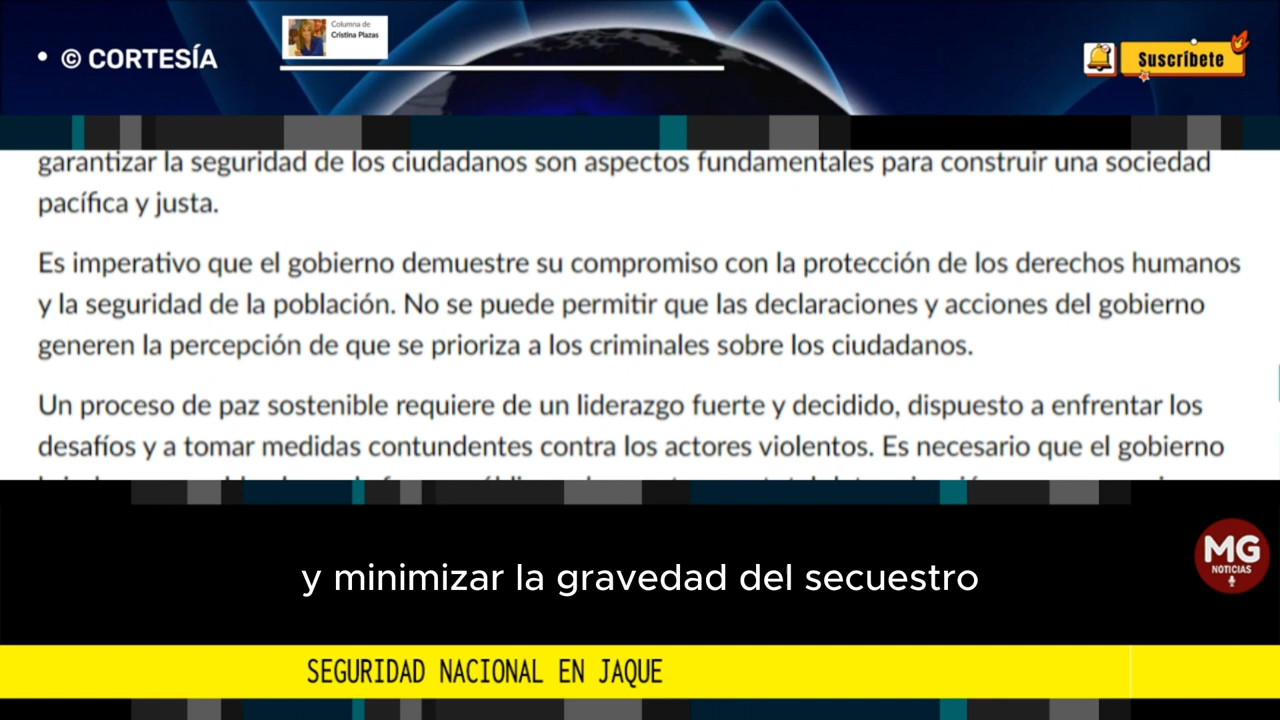 • © CORTESÍA
Columna de
Cristina Plazas
Suscríbete
garantizar la seguridad de los ciudadanos son aspectos fundamentales para construir una sociedad
pacífica y justa.
Es imperativo que el gobierno demuestre su compromiso con la protección de los derechos humanos
y la seguridad de la población. No se puede permitir que las declaraciones y acciones del gobierno
generen la percepción de que se prioriza a los criminales sobre los ciudadanos.
Un proceso de paz sostenible requiere de un liderazgo fuerte y decidido, dispuesto a enfrentar los
desafíos y a tomar medidas contundentes contra los actores violentos. Es necesario que el gobierno
MG
NOTICIAS
y minimizar la gravedad del secuestro
SEGURIDAD NACIONAL EN JAQUE